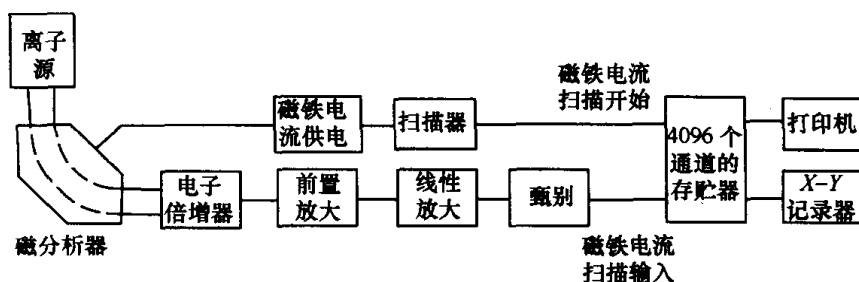 离子
源
磁铁电流
扫描开始
磁铁电
流供电
扫描器
4096 个
通道的
存贮器
打印机
电子
倍增器
前置
放大
线性
放大
甄别
X-Y
记录器
磁分析器
磁铁电流
扫描输入